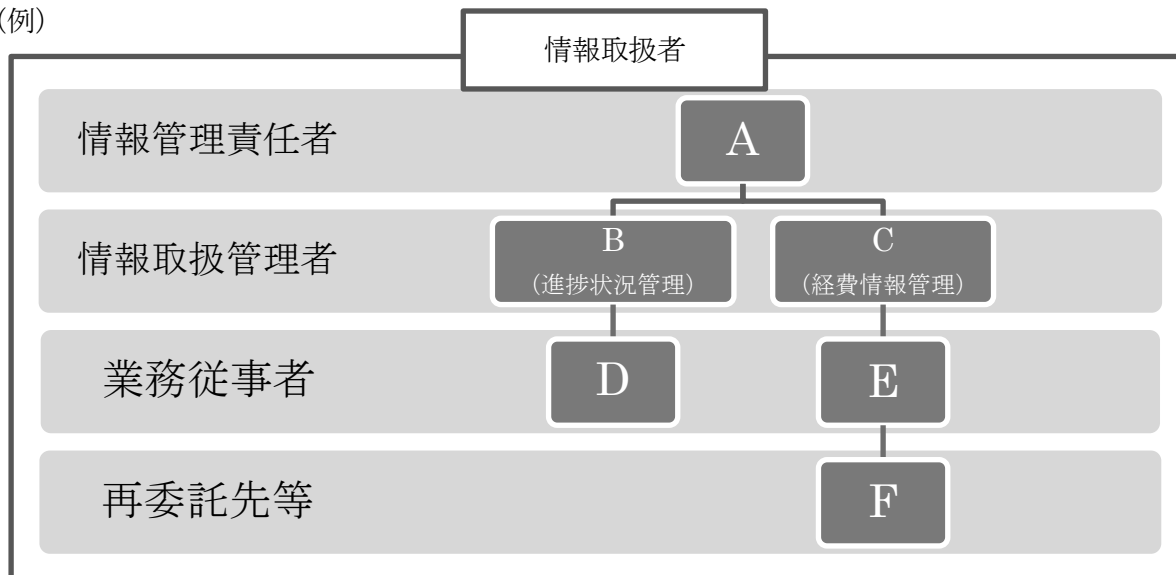 (例)
情報取扱者
情報管理責任者
A
情報取扱管理者
B
(進捗状況管理)
C
(経費情報管理)
業務従事者
D
E
再委託先等
F